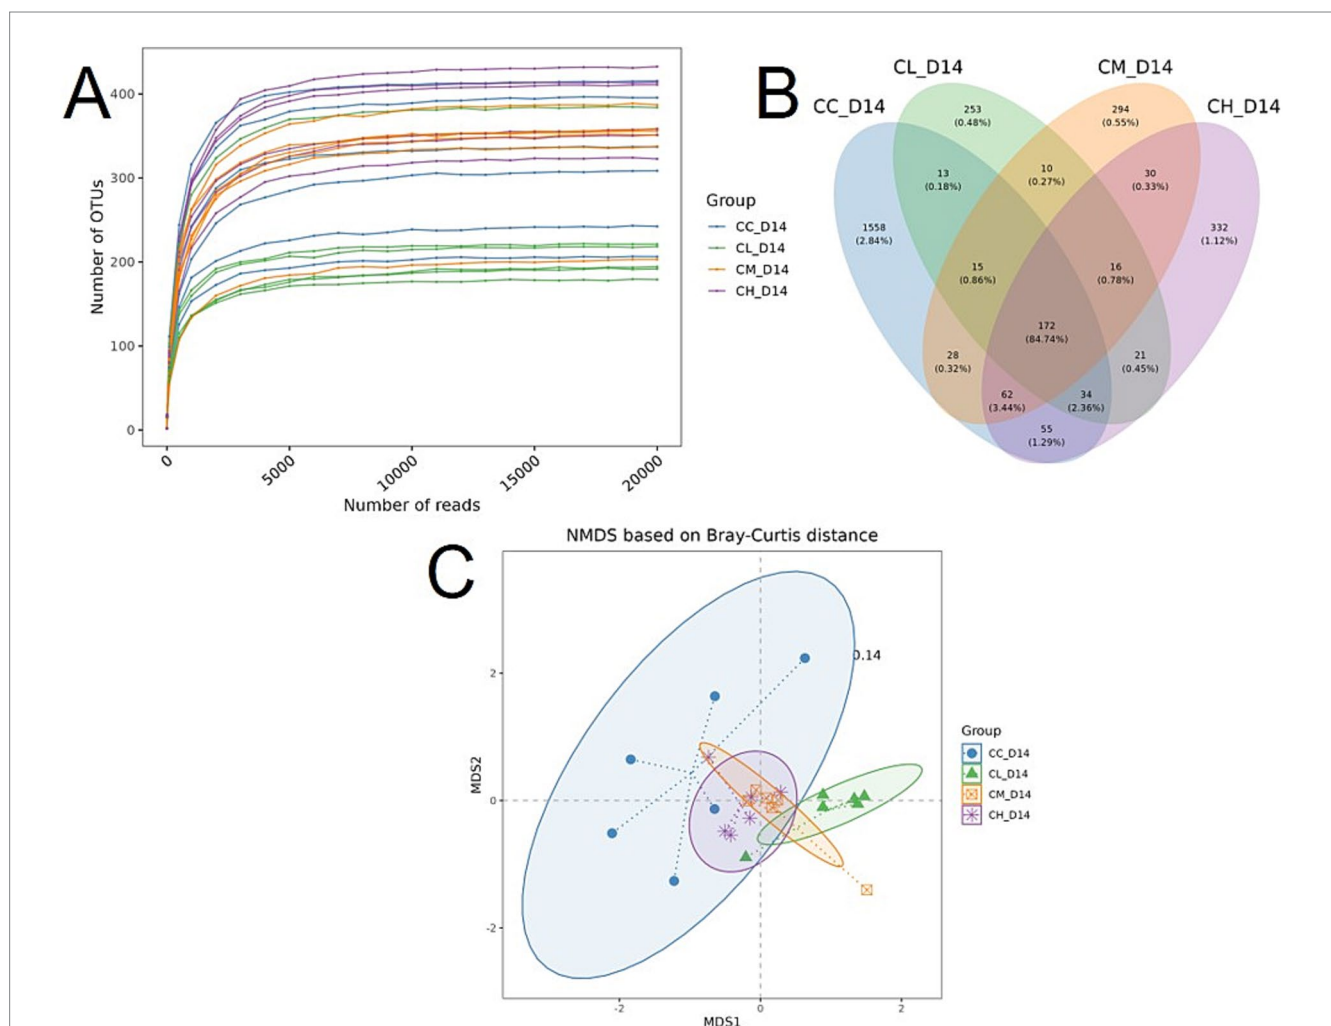 A
400
300
200
100
0
Number of OTUs
0
5000
10000
15000
20000
Number of reads
Group
CC_D14
CL_D14
CM_D14
CH_D14
B
CL_D14
CM_D14
CC_D14
CH_D14
253
(0.48%)
294
(0.55%)
13
(0.18%)
10
(0.27%)
30
(0.33%)
1558
(2.84%)
332
(1.12%)
15
(0.86%)
16
(0.78%)
172
(84.74%)
28
(0.32%)
21
(0.45%)
62
(3.44%)
34
(2.36%)
55
(1.29%)
C
NMDS based on Bray-Curtis distance
0.14
2
0
-2
MDS2
-2
0
2
MDS1
Group
CC_D14
CL_D14
CM_D14
CH_D14